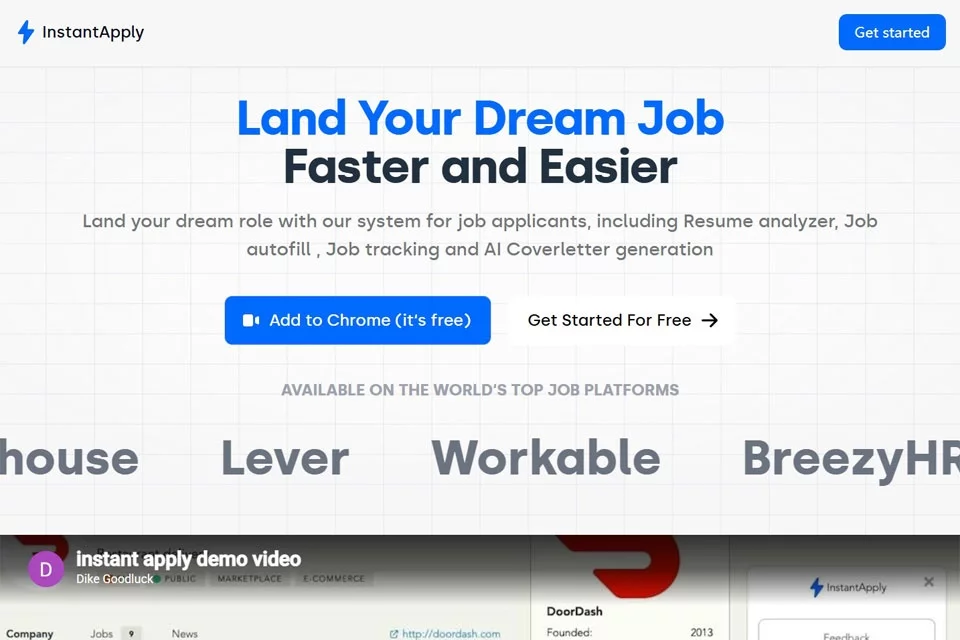 InstantApply
Get started
Land Your Dream Job
Faster and Easier
Land your dream role with our system for job applicants, including Resume analyzer, Job
autofill , Job tracking and AI Coverletter generation
Add to Chrome (it's free)
Get Started For Free
AVAILABLE ON THE WORLD'S TOP JOB PLATFORMS
house Lever Workable BreezyHR
instant apply demo video
D
Dike Goodluck
PUBLIC MARKETPLACE E-COMMERCE
InstantApply
DoorDash
Company Jobs 9 News http://doordash.com
Founded: 2013
Feedback